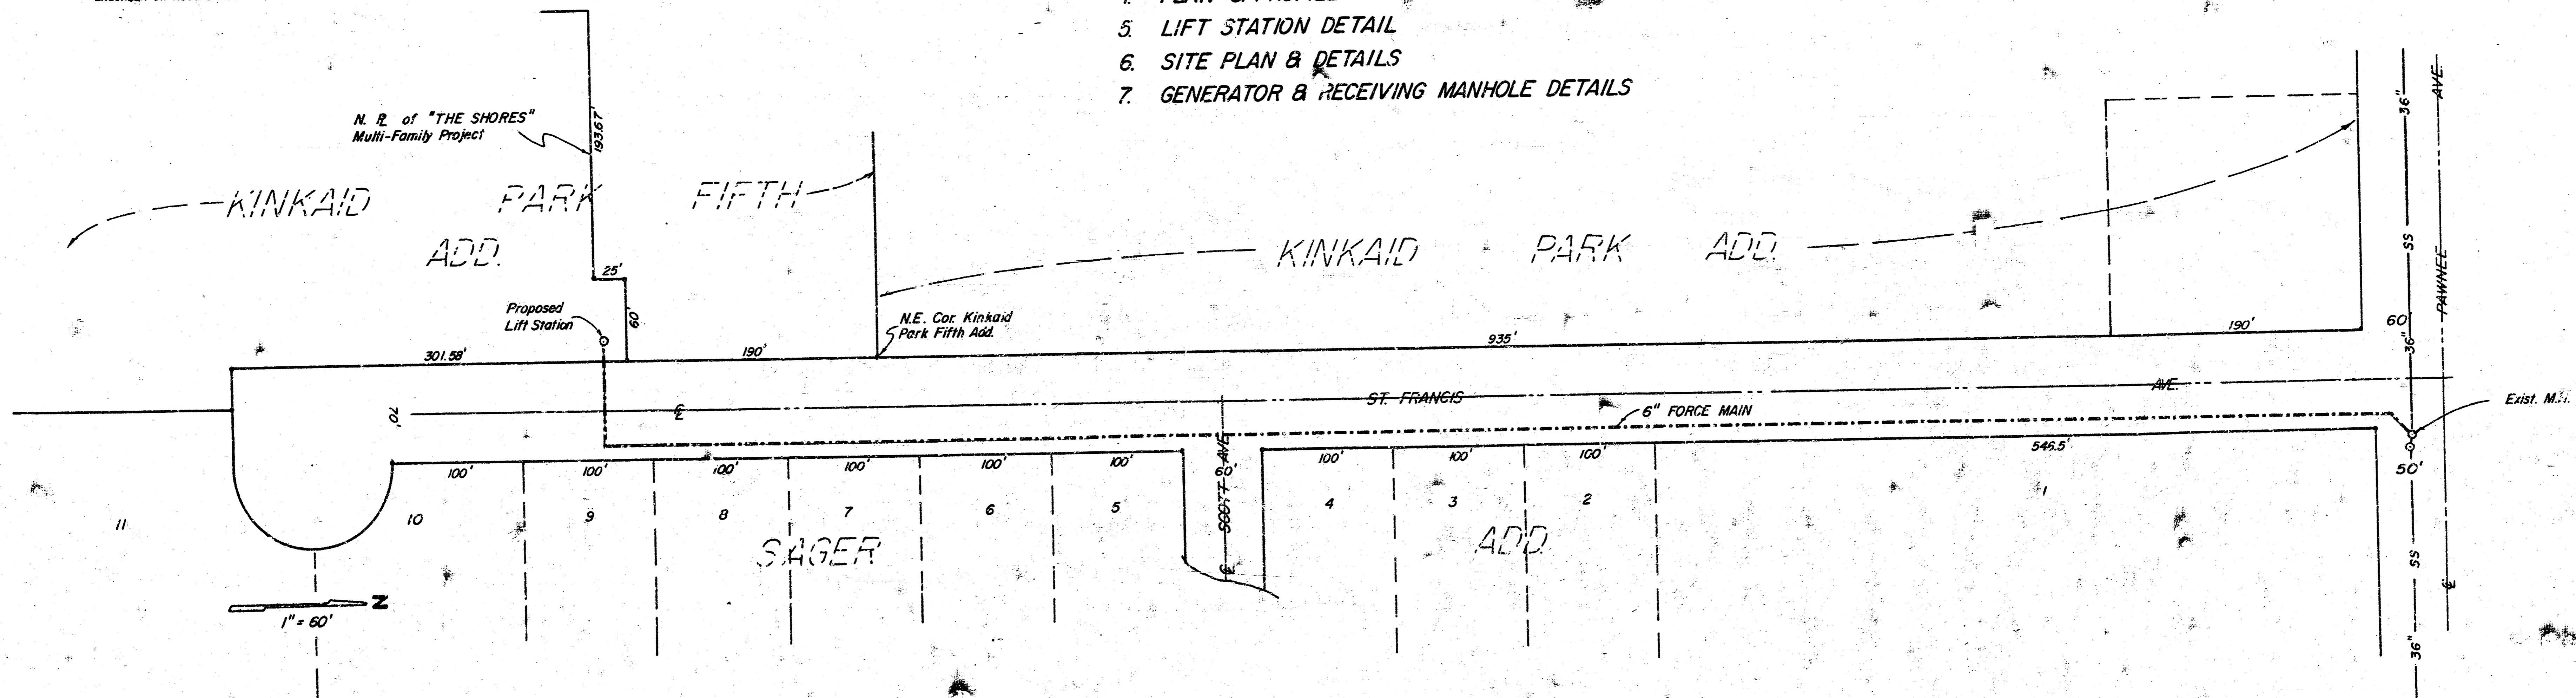 5. LIFT STATION DETAIL
6. SITE PLAN & DETAILS
7. GENERATOR & RECEIVING MANHOLE DETAILS
N. ⅊ of "THE SHORES"
Multi-Family Project
193.67'
KINKAID PARK FIFTH
ADD.
25'
60'
Proposed
Lift Station
N.E. Cor. Kinkaid
Park Fifth Add.
KINKAID PARK ADD.
36"
SS
36"
PAWNEE AVE.
60'
301.58'
190'
935'
190'
70'
℄
ST. FRANCIS AVE.
6" FORCE MAIN
Exist. M.H.
100'
100'
100'
100'
100'
100'
60'
100'
100'
100'
546.5'
50'
SCOTT AVE
℄
11
10
9
8
7
6
5
4
3
2
1
SAGER ADD.
SS
36"
℄
N
1" = 60'